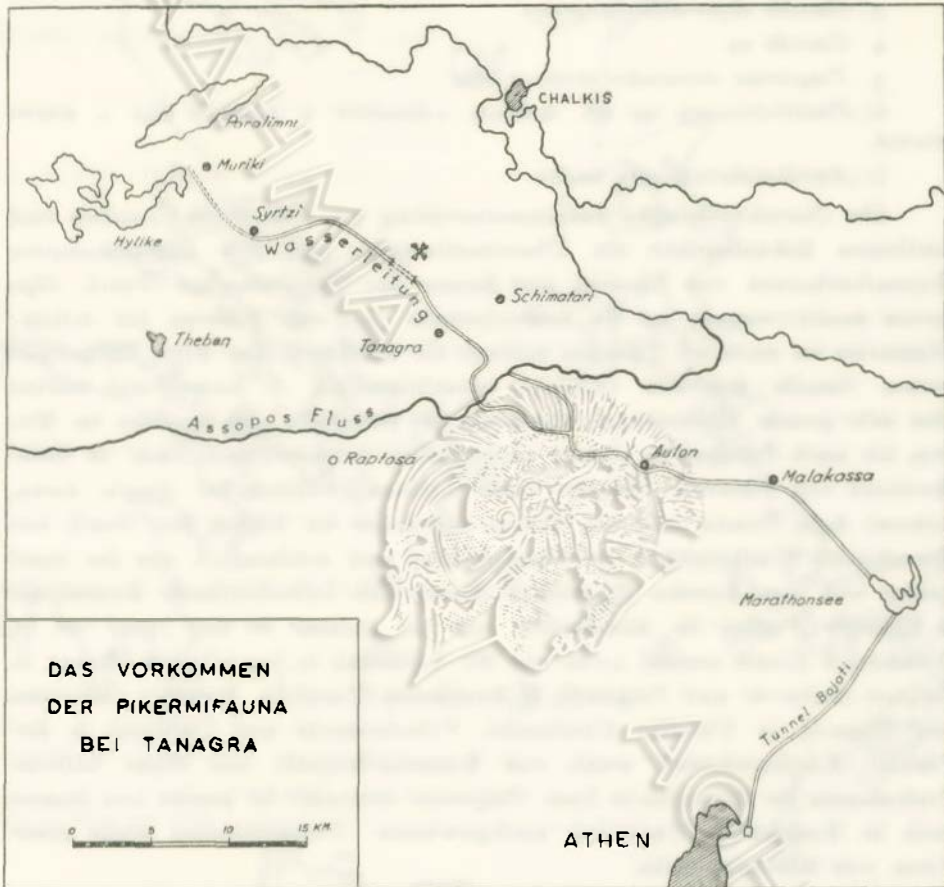 CHALKIS
Paralimni
Muriki
Syrtzi
Hylike
Wasserleitung
Schimatari
Theben
Tanagra
Assopos Fluss
Raptosa
Aulon
Malakassa
Marathonsee
Tunnel Bojati
ATHEN
DAS VORKOMMEN
DER PIKERMIFAUNA
BEI TANAGRA
0 5 10 15 KM.